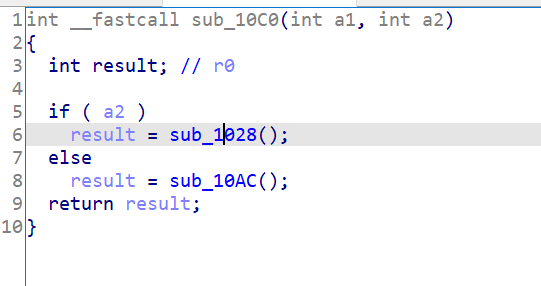 1 int __fastcall sub_10C0(int a1, int a2)
2 {
3   int result; // r0
4
5   if ( a2 )
6     result = sub_1028();
7   else
8     result = sub_10AC();
9   return result;
10 }